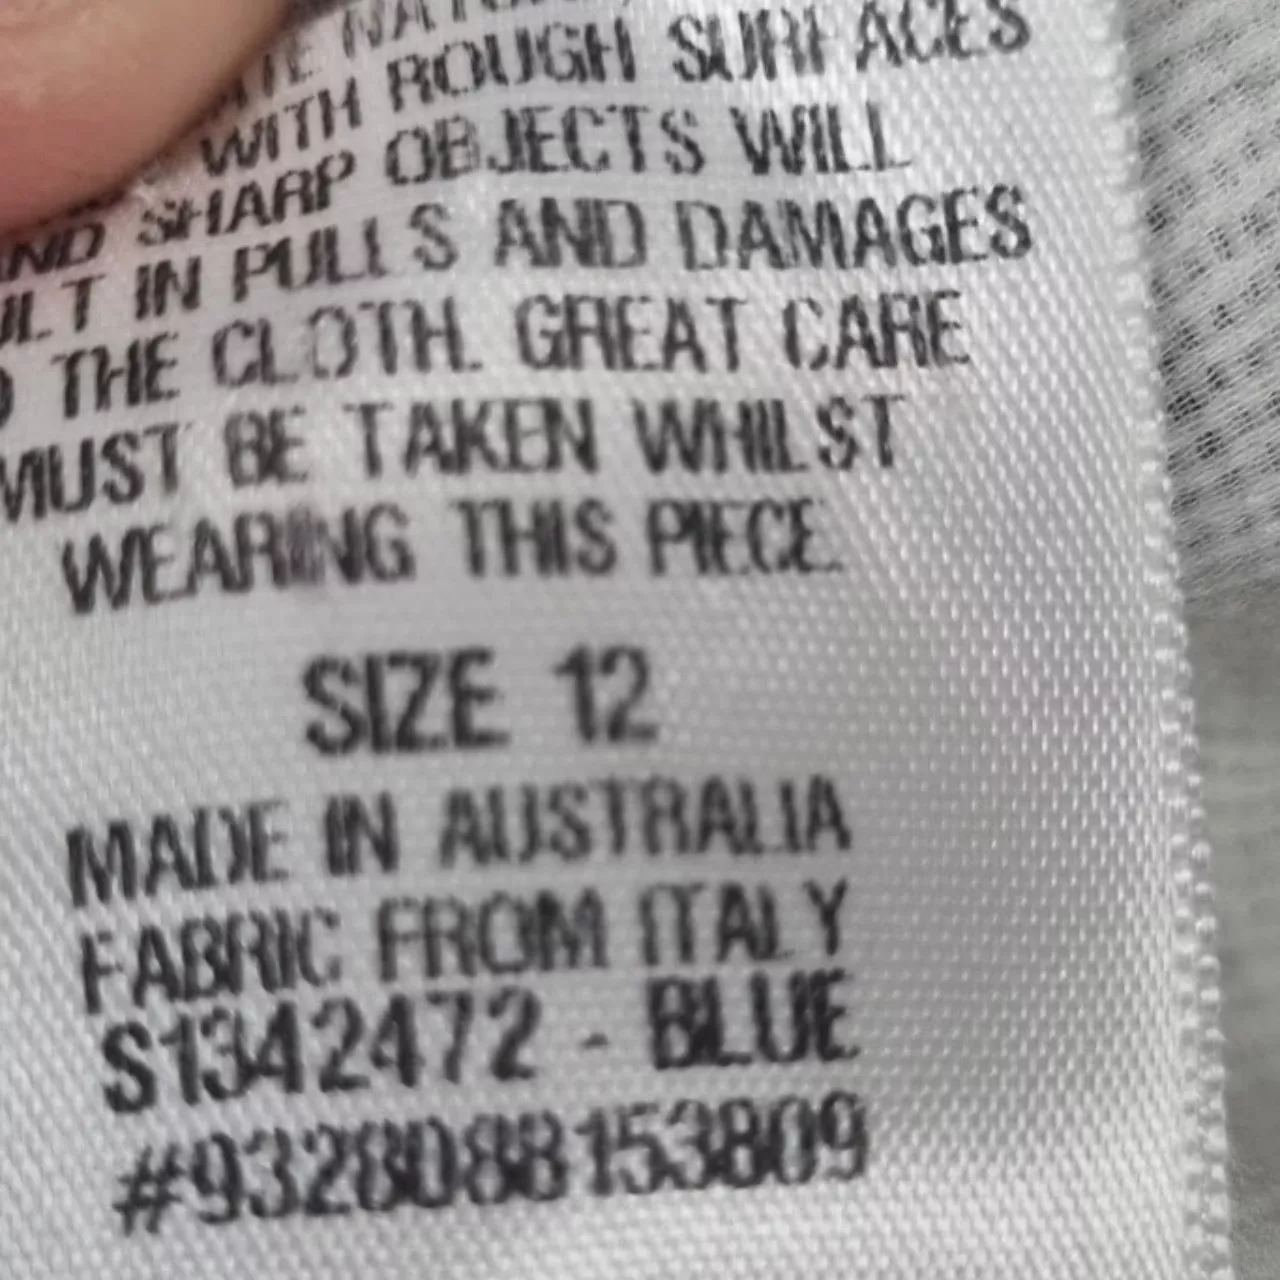 WITH ROUGH SURFACES
SHARP OBJECTS WILL
IN PULLS AND DAMAGES
THE CLOTH. GREAT CARE
MUST BE TAKEN WHILST
WEARING THIS PIECE.
SIZE 12
MADE IN AUSTRALIA
FABRIC FROM ITALY
S1342472 - BLUE
#9328088153809